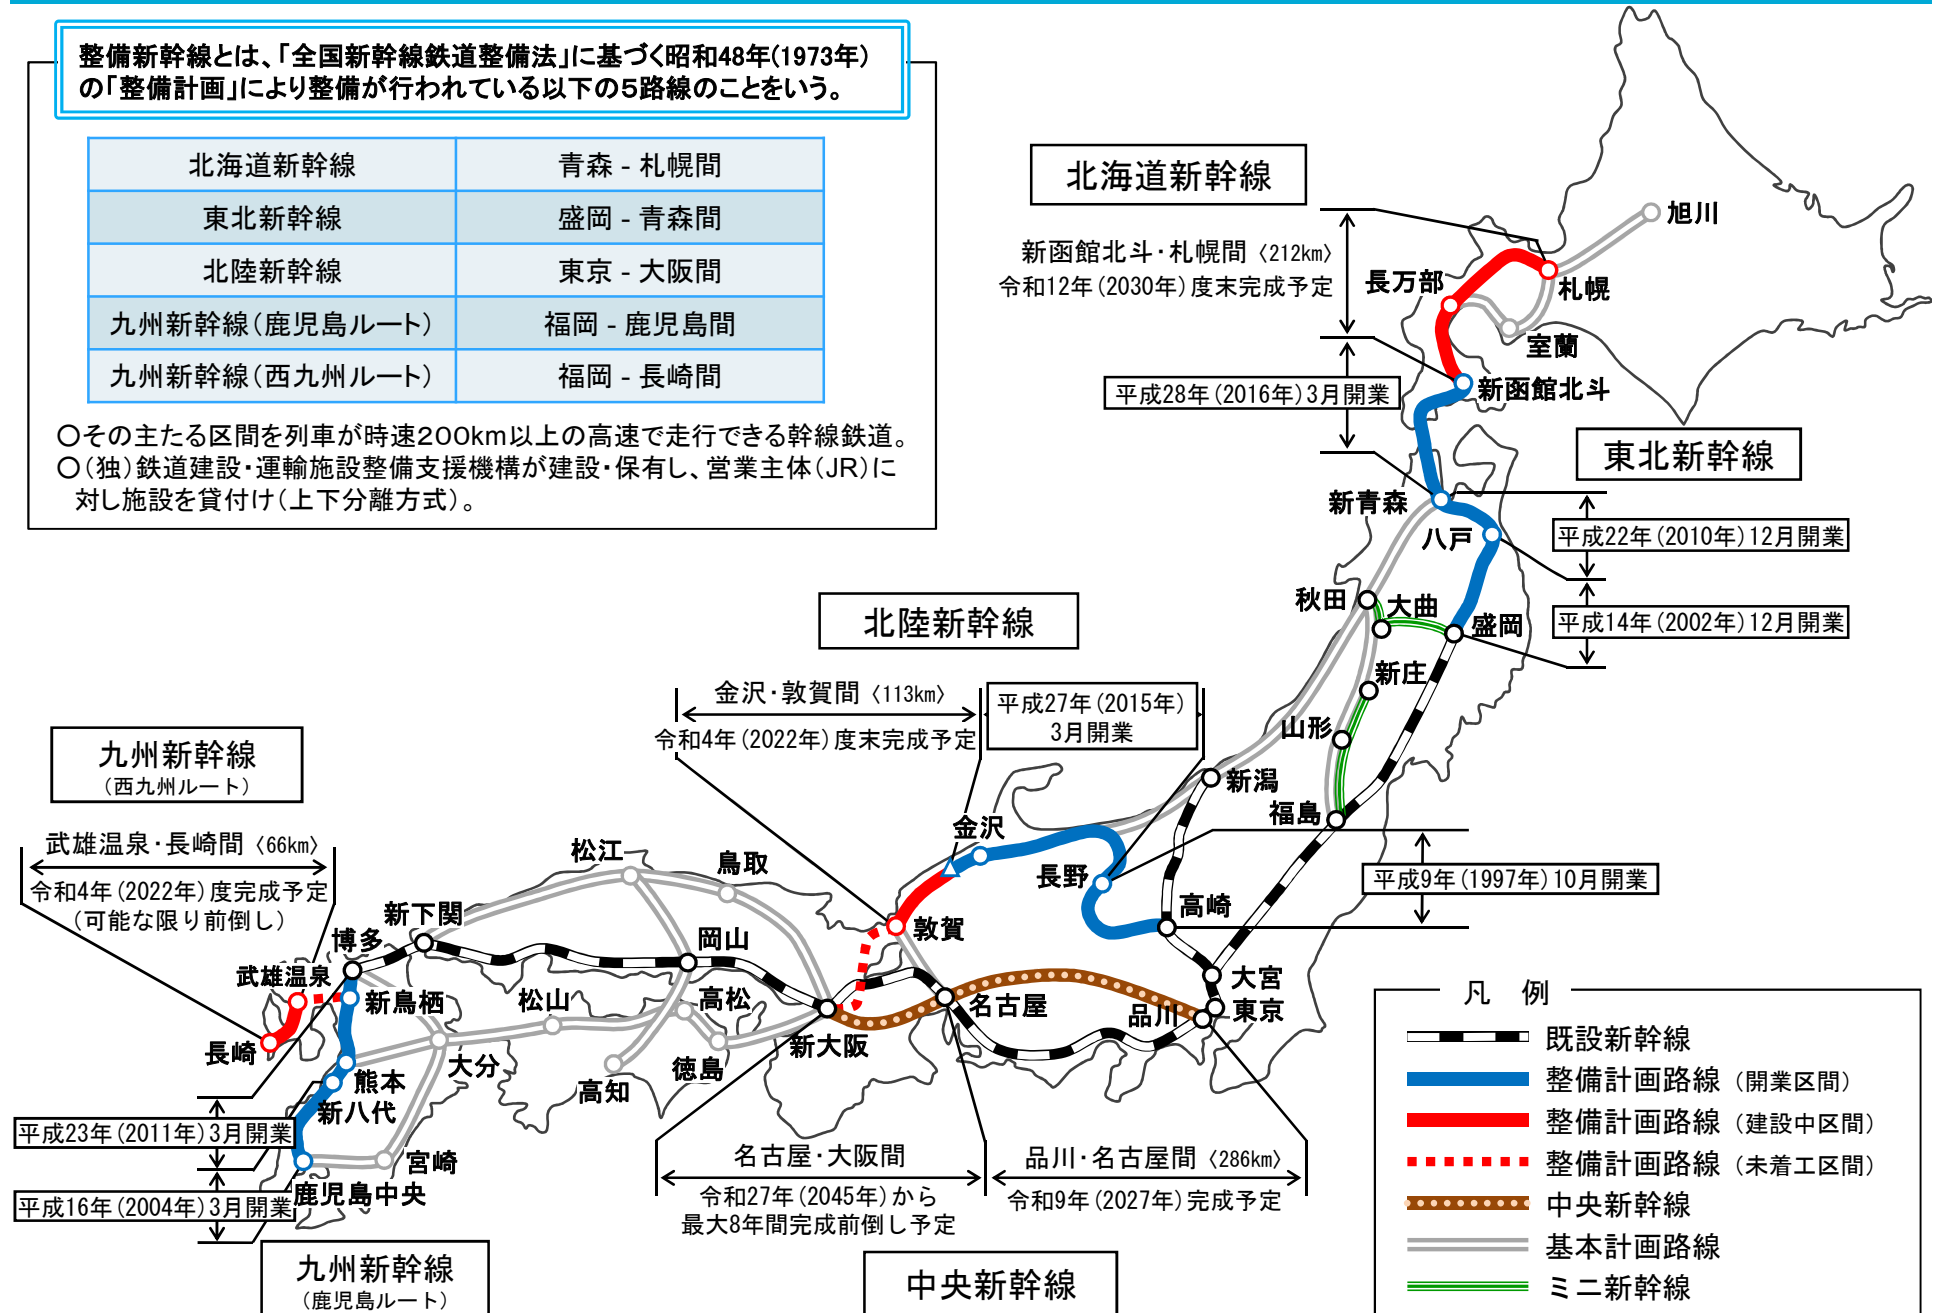 整備新幹線とは、「全国新幹線鉄道整備法」に基づく昭和48年(1973年)
の「整備計画」により整備が行われている以下の5路線のことをいう。
北海道新幹線 青森 - 札幌間
東北新幹線 盛岡 - 青森間
北陸新幹線 東京 - 大阪間
九州新幹線(鹿児島ルート) 福岡 - 鹿児島間
九州新幹線(西九州ルート) 福岡 - 長崎間
○その主たる区間を列車が時速200km以上の高速で走行できる幹線鉄道。
○(独)鉄道建設・運輸施設整備支援機構が建設・保有し、営業主体(JR)に
対し施設を貸付け(上下分離方式)。
北海道新幹線
新函館北斗・札幌間〈212km〉
令和12年(2030年)度末完成予定
平成28年(2016年)3月開業
旭川
札幌
長万部
室蘭
新函館北斗
東北新幹線
新青森
八戸
平成22年(2010年)12月開業
平成14年(2002年)12月開業
秋田
大曲
盛岡
新庄
山形
福島
新潟
北陸新幹線
金沢・敦賀間〈113km〉
令和4年(2022年)度末完成予定
平成27年(2015年)
3月開業
平成9年(1997年)10月開業
金沢
長野
高崎
敦賀
大宮
東京
品川
名古屋
新大阪
九州新幹線
(西九州ルート)
武雄温泉・長崎間〈66km〉
令和4年(2022年)度完成予定
(可能な限り前倒し)
松江
鳥取
新下関
博多
岡山
武雄温泉
新鳥栖
松山
高松
長崎
熊本
大分
高知
徳島
新八代
宮崎
鹿児島中央
平成23年(2011年)3月開業
平成16年(2004年)3月開業
九州新幹線
(鹿児島ルート)
名古屋・大阪間
令和27年(2045年)から
最大8年間完成前倒し予定
品川・名古屋間〈286km〉
令和9年(2027年)完成予定
中央新幹線
凡 例
既設新幹線
整備計画路線(開業区間)
整備計画路線(建設中区間)
整備計画路線(未着工区間)
中央新幹線
基本計画路線
ミニ新幹線